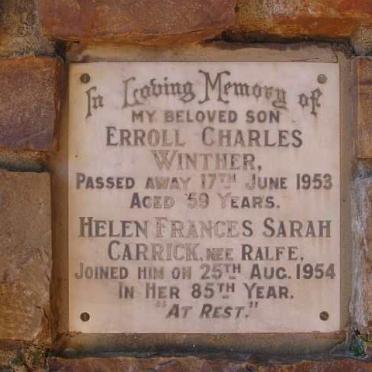 In Loving Memory of
MY BELOVED SON
ERROLL CHARLES
WINTHER,
PASSED AWAY 17TH JUNE 1953
AGED 59 YEARS.
HELEN FRANCES SARAH
CARRICK, NEE RALFE,
JOINED HIM ON 25TH AUG. 1954
IN HER 85TH YEAR.
"AT REST."